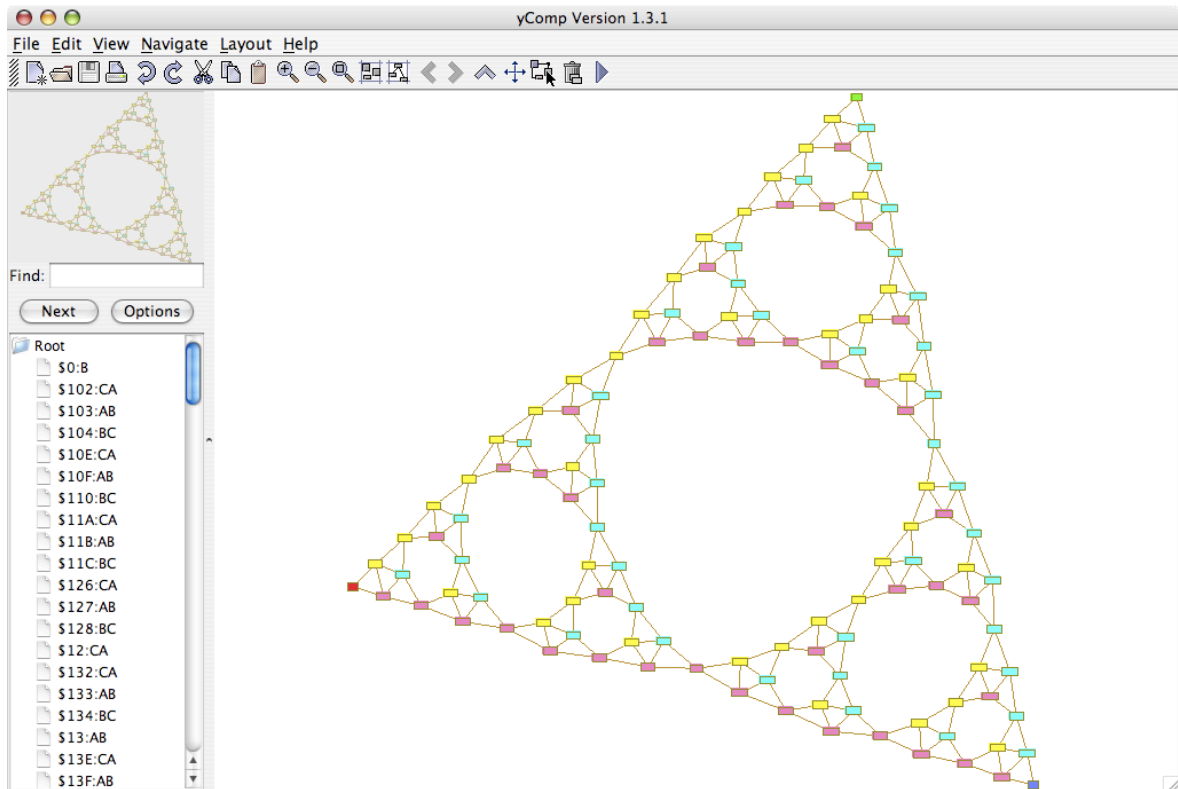 yComp Version 1.3.1
File Edit View Navigate Layout Help
Find:
Next Options
Root
$0:B
$102:CA
$103:AB
$104:BC
$10E:CA
$10F:AB
$110:BC
$11A:CA
$11B:AB
$11C:BC
$126:CA
$127:AB
$128:BC
$12:CA
$132:CA
$133:AB
$134:BC
$13:AB
$13E:CA
$13F:AB